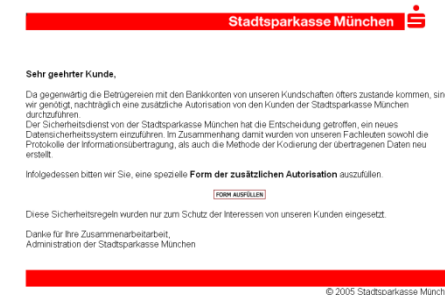 Stadtsparkasse München
Sehr geehrter Kunde,
Da gegenwärtig die Betrügereien mit den Bankkonten von unseren Kundschaften öfters zustande kommen, sin
wir genötigt, nachträglich eine zusätzliche Autorisation von den Kunden der Stadtsparkasse München
durchzuführen.
Der Sicherheitsdienst von der Stadtsparkasse München hat die Entscheidung getroffen, ein neues
Datensicherheitssystem einzuführen. Im Zusammenhang damit wurden von unseren Fachleuten sowohl die
Protokolle der Informationsübertragung, als auch die Methode der Kodierung der übertragenen Daten neu
erstellt.
Infolgedessen bitten wir Sie, eine spezielle Form der zusätzlichen Autorisation auszufüllen.
FORM AUSFÜLLEN
Diese Sicherheitsregeln wurden nur zum Schutz der Interessen von unseren Kunden eingesetzt.
Danke für Ihre Zusammenarbeitarbeit,
Administration der Stadtsparkasse München
© 2005 Stadtsparkasse Münch